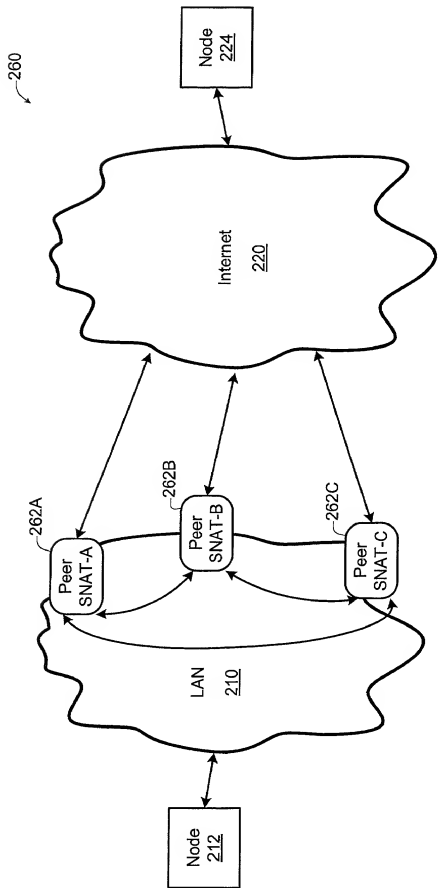 260
Node
224
Internet
220
262A
Peer
SNAT-A
262B
Peer
SNAT-B
262C
Peer
SNAT-C
LAN
210
Node
212